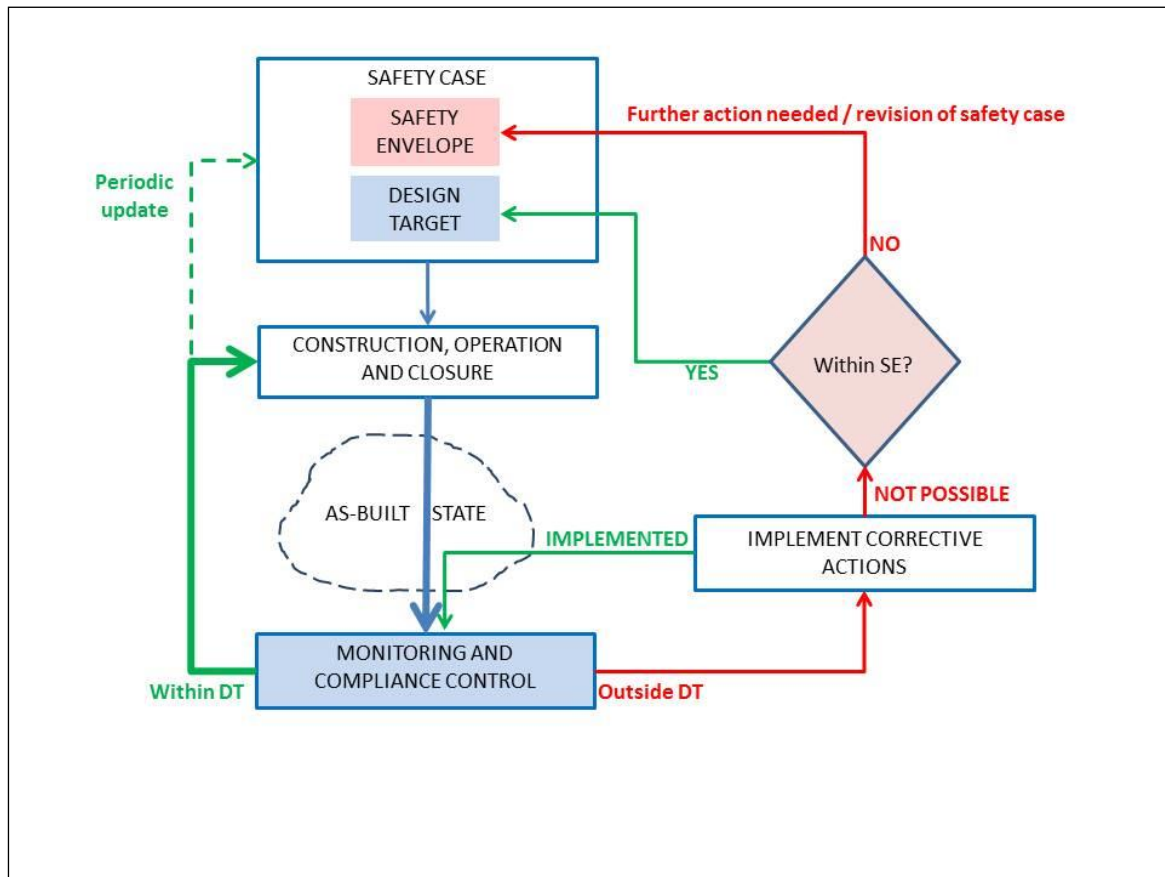 SAFETY CASE
SAFETY
ENVELOPE
Further action needed / revision of safety case
Periodic
update
DESIGN
TARGET
NO
CONSTRUCTION, OPERATION
AND CLOSURE
YES
Within SE?
NOT POSSIBLE
AS-BUILT STATE
IMPLEMENTED
IMPLEMENT CORRECTIVE
ACTIONS
MONITORING AND
COMPLIANCE CONTROL
Within DT
Outside DT